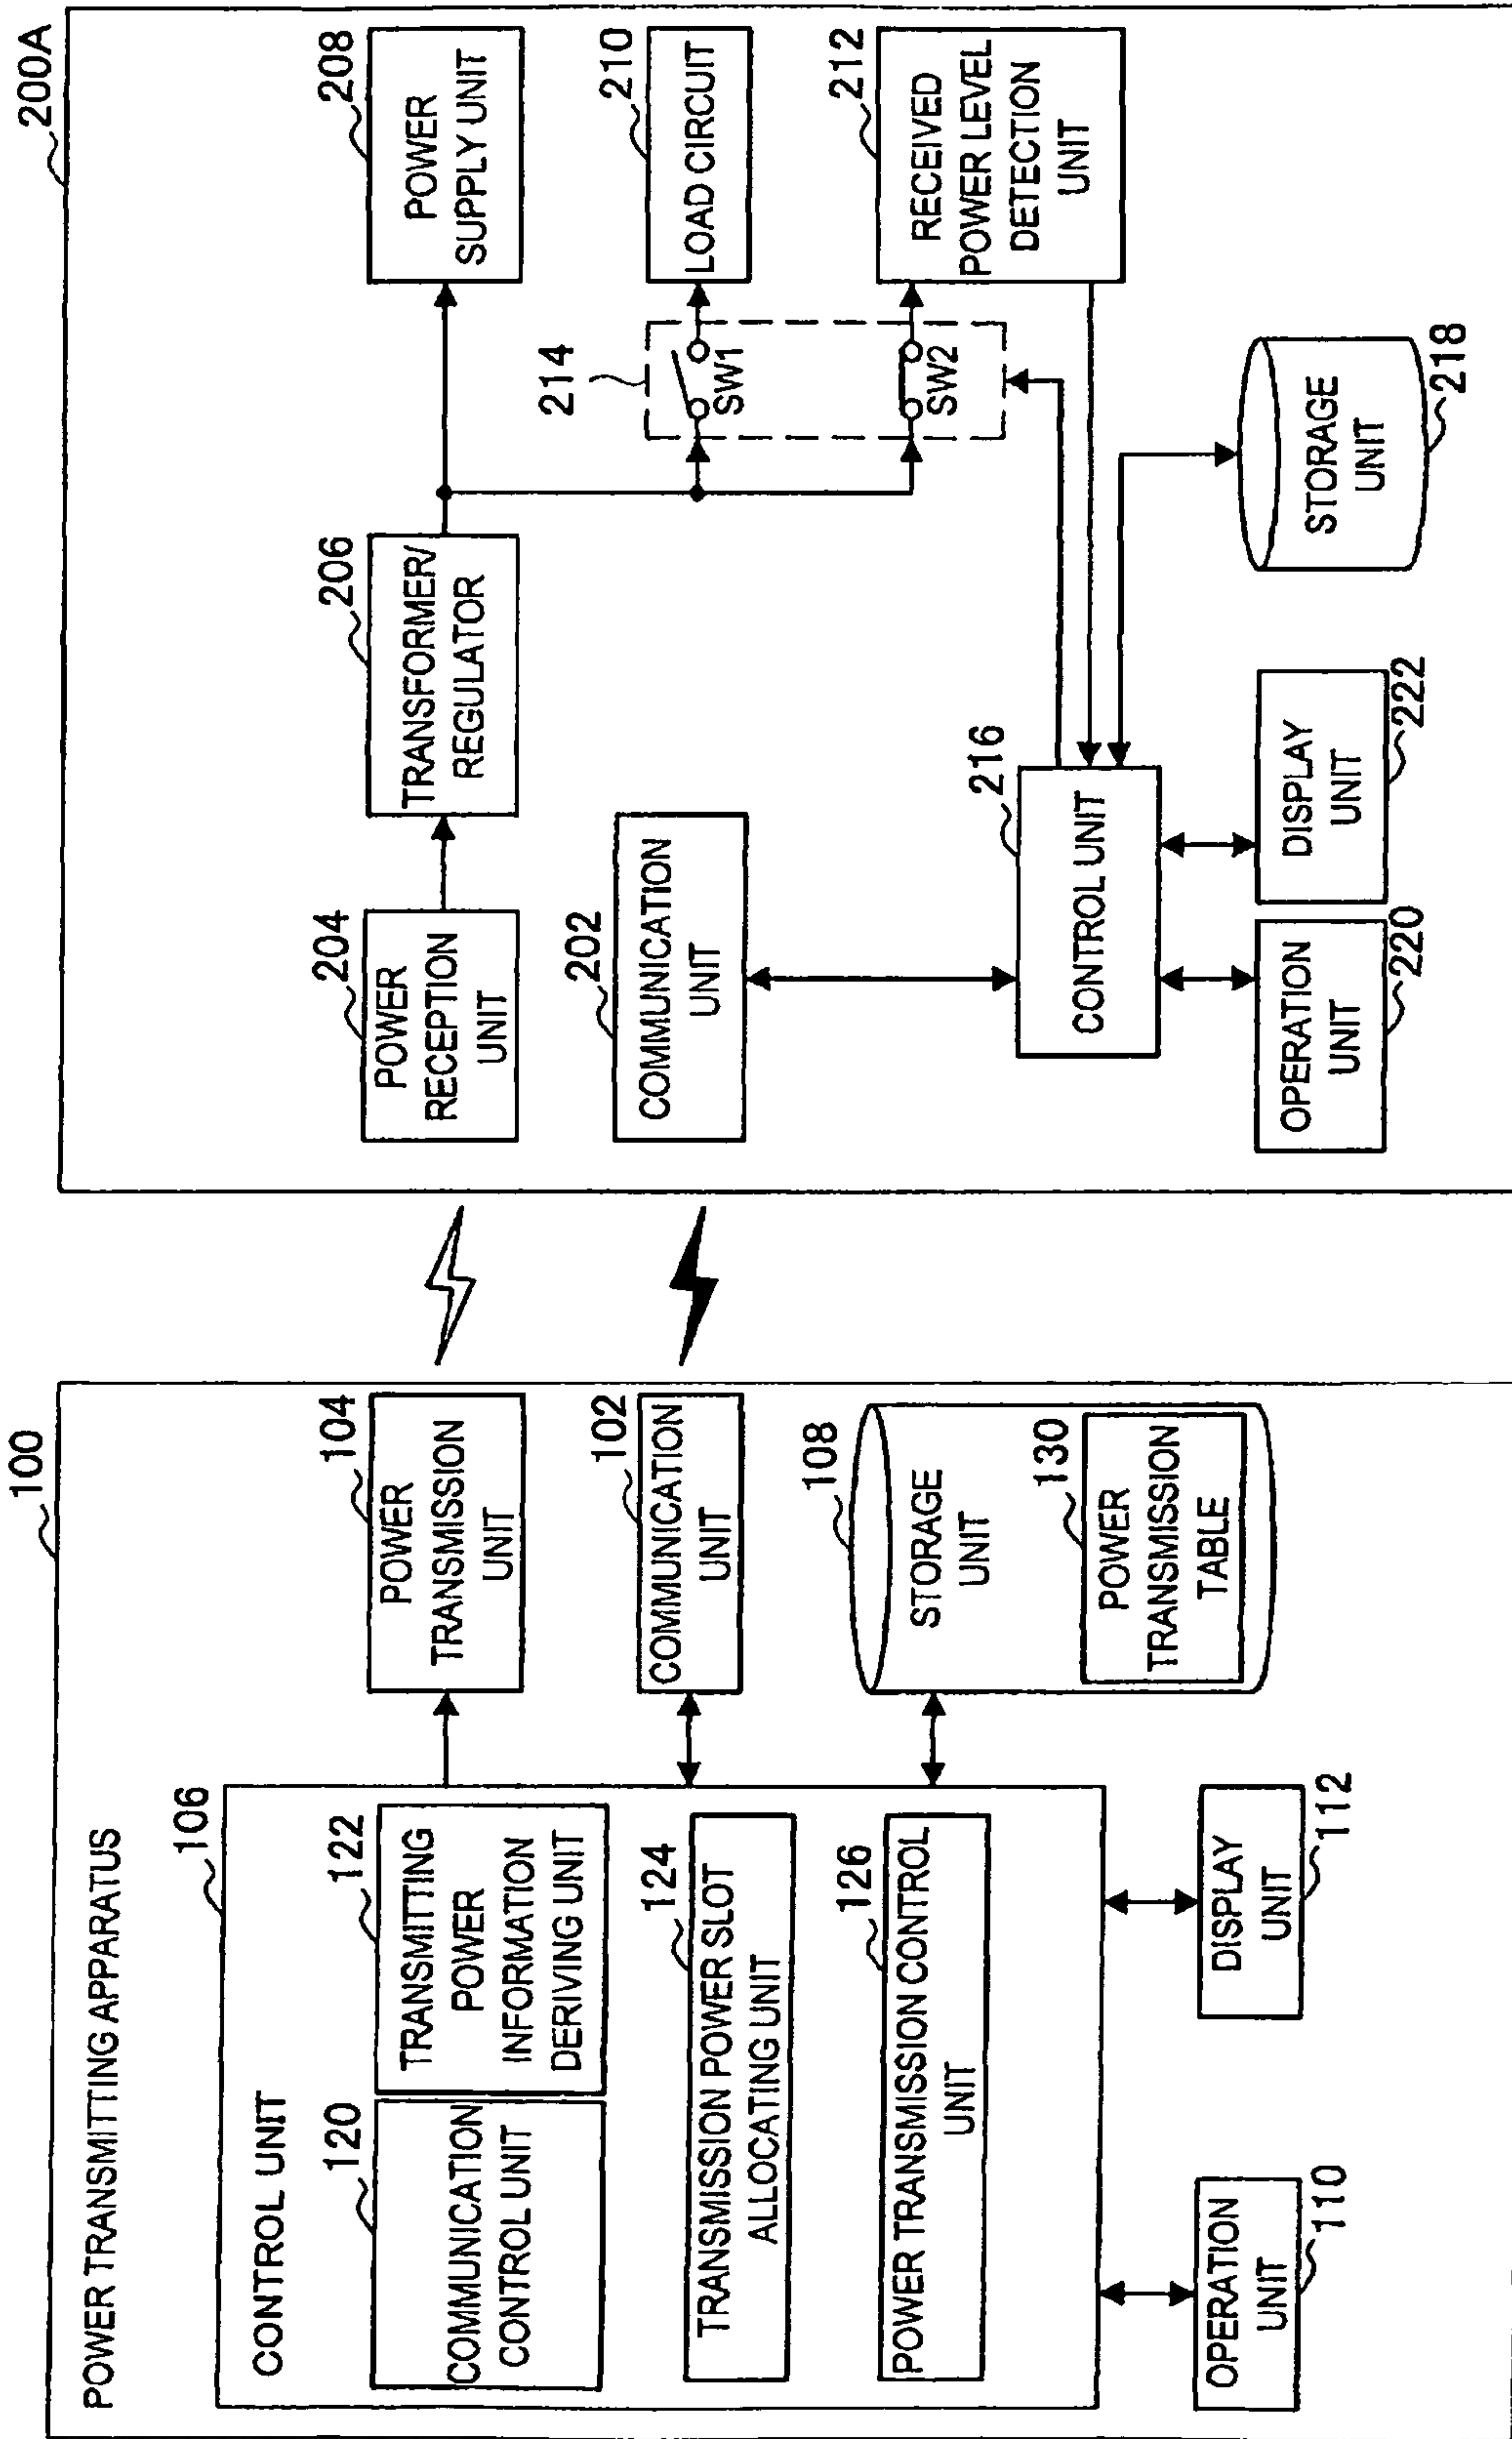 100
POWER TRANSMITTING APPARATUS
106
CONTROL UNIT
120
COMMUNICATION
CONTROL UNIT
122
TRANSMITTING
POWER
INFORMATION
DERIVING UNIT
124
TRANSMISSION POWER SLOT
ALLOCATING UNIT
126
POWER TRANSMISSION CONTROL
UNIT
104
POWER
TRANSMISSION
UNIT
102
COMMUNICATION
UNIT
108
STORAGE
UNIT
130
POWER
TRANSMISSION
TABLE
OPERATION
UNIT
110
DISPLAY
UNIT
112
200A
204
POWER
RECEPTION
UNIT
206
TRANSFORMER/
REGULATOR
208
POWER
SUPPLY UNIT
202
COMMUNICATION
UNIT
214
SW1
SW2
210
LOAD CIRCUIT
212
RECEIVED
POWER LEVEL
DETECTION
UNIT
216
CONTROL UNIT
OPERATION
UNIT
220
DISPLAY
UNIT
222
STORAGE
UNIT
218